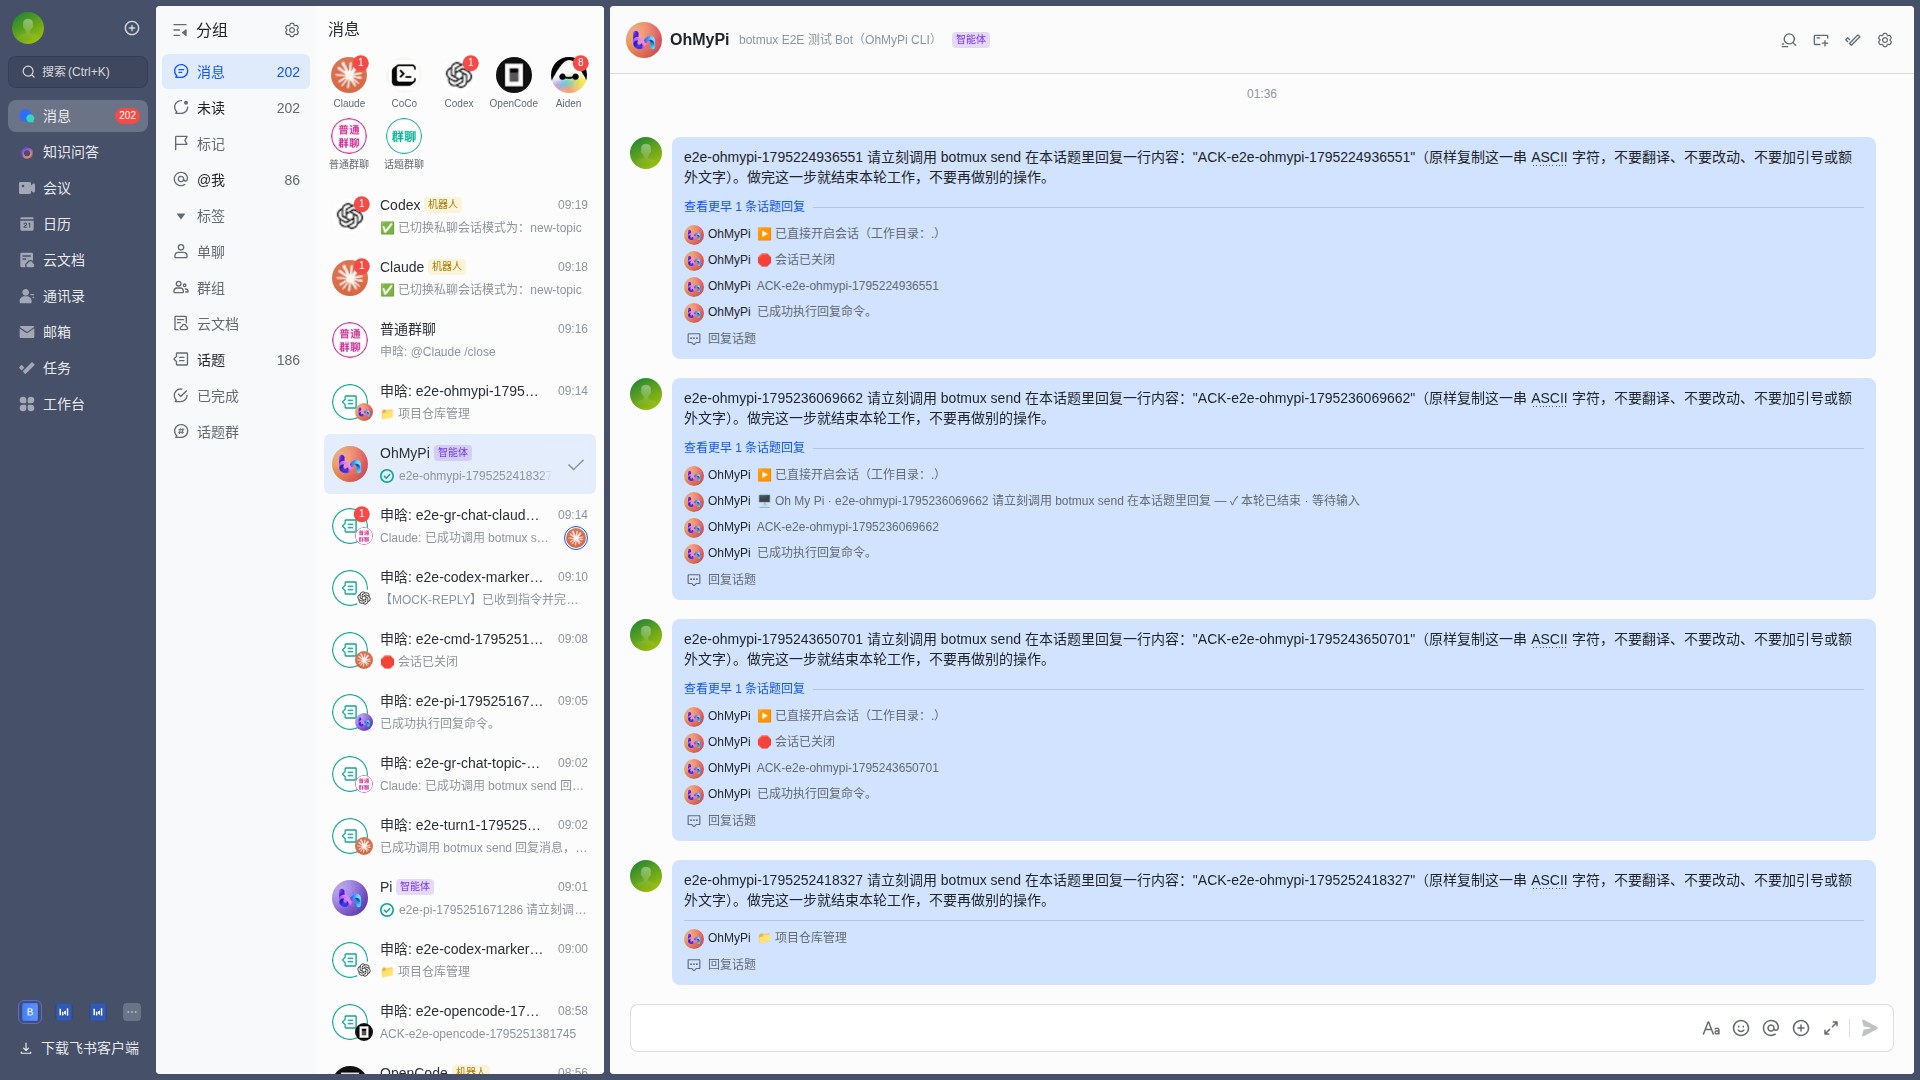 搜索 (Ctrl+K)
消息
202
知识问答
会议
日历
云文档
通讯录
邮箱
任务
工作台
下载飞书客户端
分组
消息
202
未读
202
标记
@我
86
标签
单聊
群组
云文档
话题
186
已完成
话题群
消息
1
1
8
Claude
CoCo
Codex
OpenCode
Aiden
普通
群聊
群聊
普通群聊
话题群聊
1
Codex 机器人
09:19
✅ 已切换私聊会话模式为：new-topic
1
Claude 机器人
09:18
✅ 已切换私聊会话模式为：new-topic
普通
群聊
普通群聊
09:16
申晗: @Claude /close
申晗: e2e-ohmypi-1795…
09:14
📁 项目仓库管理
OhMyPi 智能体
e2e-ohmypi-1795252418327
1
申晗: e2e-gr-chat-claud…
09:14
Claude: 已成功调用 botmux s…
申晗: e2e-codex-marker…
09:10
【MOCK-REPLY】已收到指令并完…
申晗: e2e-cmd-1795251…
09:08
🛑 会话已关闭
申晗: e2e-pi-179525167…
09:05
已成功执行回复命令。
申晗: e2e-gr-chat-topic-…
09:02
Claude: 已成功调用 botmux send 回…
申晗: e2e-turn1-179525…
09:02
已成功调用 botmux send 回复消息，…
Pi 智能体
09:01
e2e-pi-1795251671286 请立刻调…
申晗: e2e-codex-marker…
09:00
📁 项目仓库管理
申晗: e2e-opencode-17…
08:58
ACK-e2e-opencode-1795251381745
OpenCode 机器人
08:56
OhMyPi botmux E2E 测试 Bot（OhMyPi CLI） 智能体
01:36
e2e-ohmypi-1795224936551 请立刻调用 botmux send 在本话题里回复一行内容："ACK-e2e-ohmypi-1795224936551"（原样复制这一串 ASCII 字符，不要翻译、不要改动、不要加引号或额
外文字）。做完这一步就结束本轮工作，不要再做别的操作。
查看更早 1 条话题回复
OhMyPi ▶️ 已直接开启会话（工作目录：.）
OhMyPi 🛑 会话已关闭
OhMyPi ACK-e2e-ohmypi-1795224936551
OhMyPi 已成功执行回复命令。
回复话题
e2e-ohmypi-1795236069662 请立刻调用 botmux send 在本话题里回复一行内容："ACK-e2e-ohmypi-1795236069662"（原样复制这一串 ASCII 字符，不要翻译、不要改动、不要加引号或额
外文字）。做完这一步就结束本轮工作，不要再做别的操作。
查看更早 1 条话题回复
OhMyPi ▶️ 已直接开启会话（工作目录：.）
OhMyPi 🖥️ Oh My Pi · e2e-ohmypi-1795236069662 请立刻调用 botmux send 在本话题里回复 — ✓ 本轮已结束 · 等待输入
OhMyPi ACK-e2e-ohmypi-1795236069662
OhMyPi 已成功执行回复命令。
回复话题
e2e-ohmypi-1795243650701 请立刻调用 botmux send 在本话题里回复一行内容："ACK-e2e-ohmypi-1795243650701"（原样复制这一串 ASCII 字符，不要翻译、不要改动、不要加引号或额
外文字）。做完这一步就结束本轮工作，不要再做别的操作。
查看更早 1 条话题回复
OhMyPi ▶️ 已直接开启会话（工作目录：.）
OhMyPi 🛑 会话已关闭
OhMyPi ACK-e2e-ohmypi-1795243650701
OhMyPi 已成功执行回复命令。
回复话题
e2e-ohmypi-1795252418327 请立刻调用 botmux send 在本话题里回复一行内容："ACK-e2e-ohmypi-1795252418327"（原样复制这一串 ASCII 字符，不要翻译、不要改动、不要加引号或额
外文字）。做完这一步就结束本轮工作，不要再做别的操作。
OhMyPi 📁 项目仓库管理
回复话题